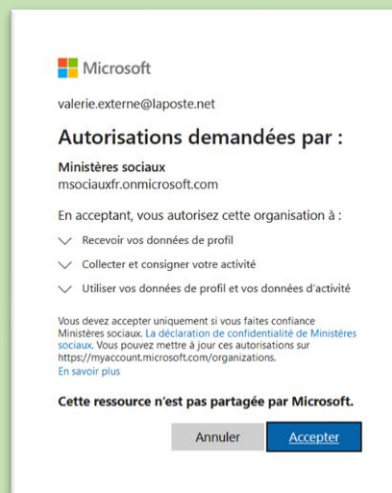 Microsoft
valerie.externe@laposte.net
Autorisations demandées par :
Ministères sociaux
msociauxfr.onmicrosoft.com
En acceptant, vous autorisez cette organisation à :
Recevoir vos données de profil
Collecter et consigner votre activité
Utiliser vos données de profil et vos données d'activité
Vous devez accepter uniquement si vous faites confiance
Ministères sociaux. La déclaration de confidentialité de Ministères
sociaux. Vous pouvez mettre à jour ces autorisations sur
https://myaccount.microsoft.com/organizations.
En savoir plus
Cette ressource n'est pas partagée par Microsoft.
Annuler Accepter